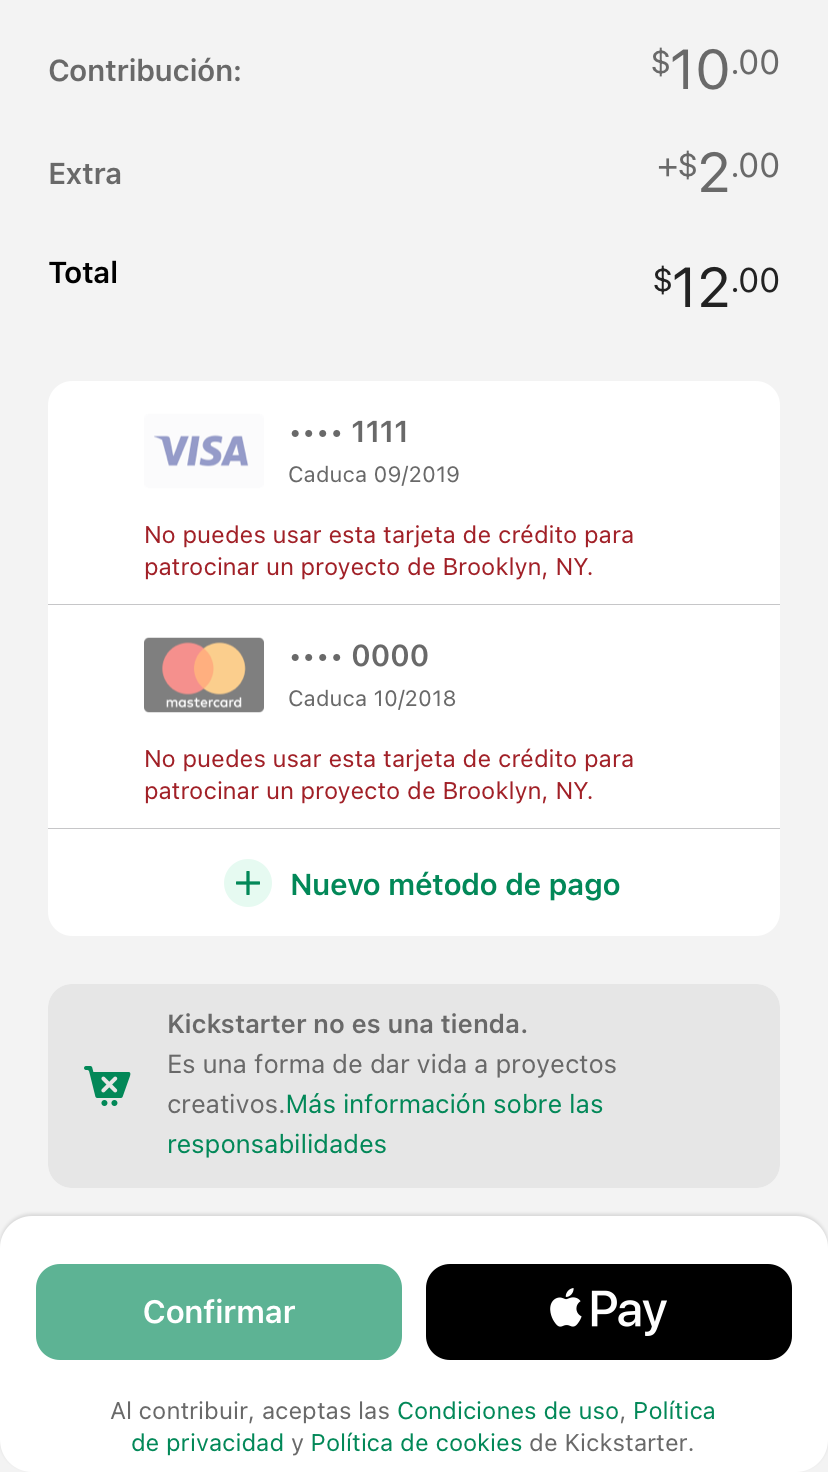 Contribución: $10.00
Extra +$2.00
Total $12.00
VISA •••• 1111
Caduca 09/2019
No puedes usar esta tarjeta de crédito para
patrocinar un proyecto de Brooklyn, NY.
mastercard •••• 0000
Caduca 10/2018
No puedes usar esta tarjeta de crédito para
patrocinar un proyecto de Brooklyn, NY.
+ Nuevo método de pago
Kickstarter no es una tienda.
Es una forma de dar vida a proyectos
creativos.Más información sobre las
responsabilidades
Confirmar Pay
Al contribuir, aceptas las Condiciones de uso, Política
de privacidad y Política de cookies de Kickstarter.